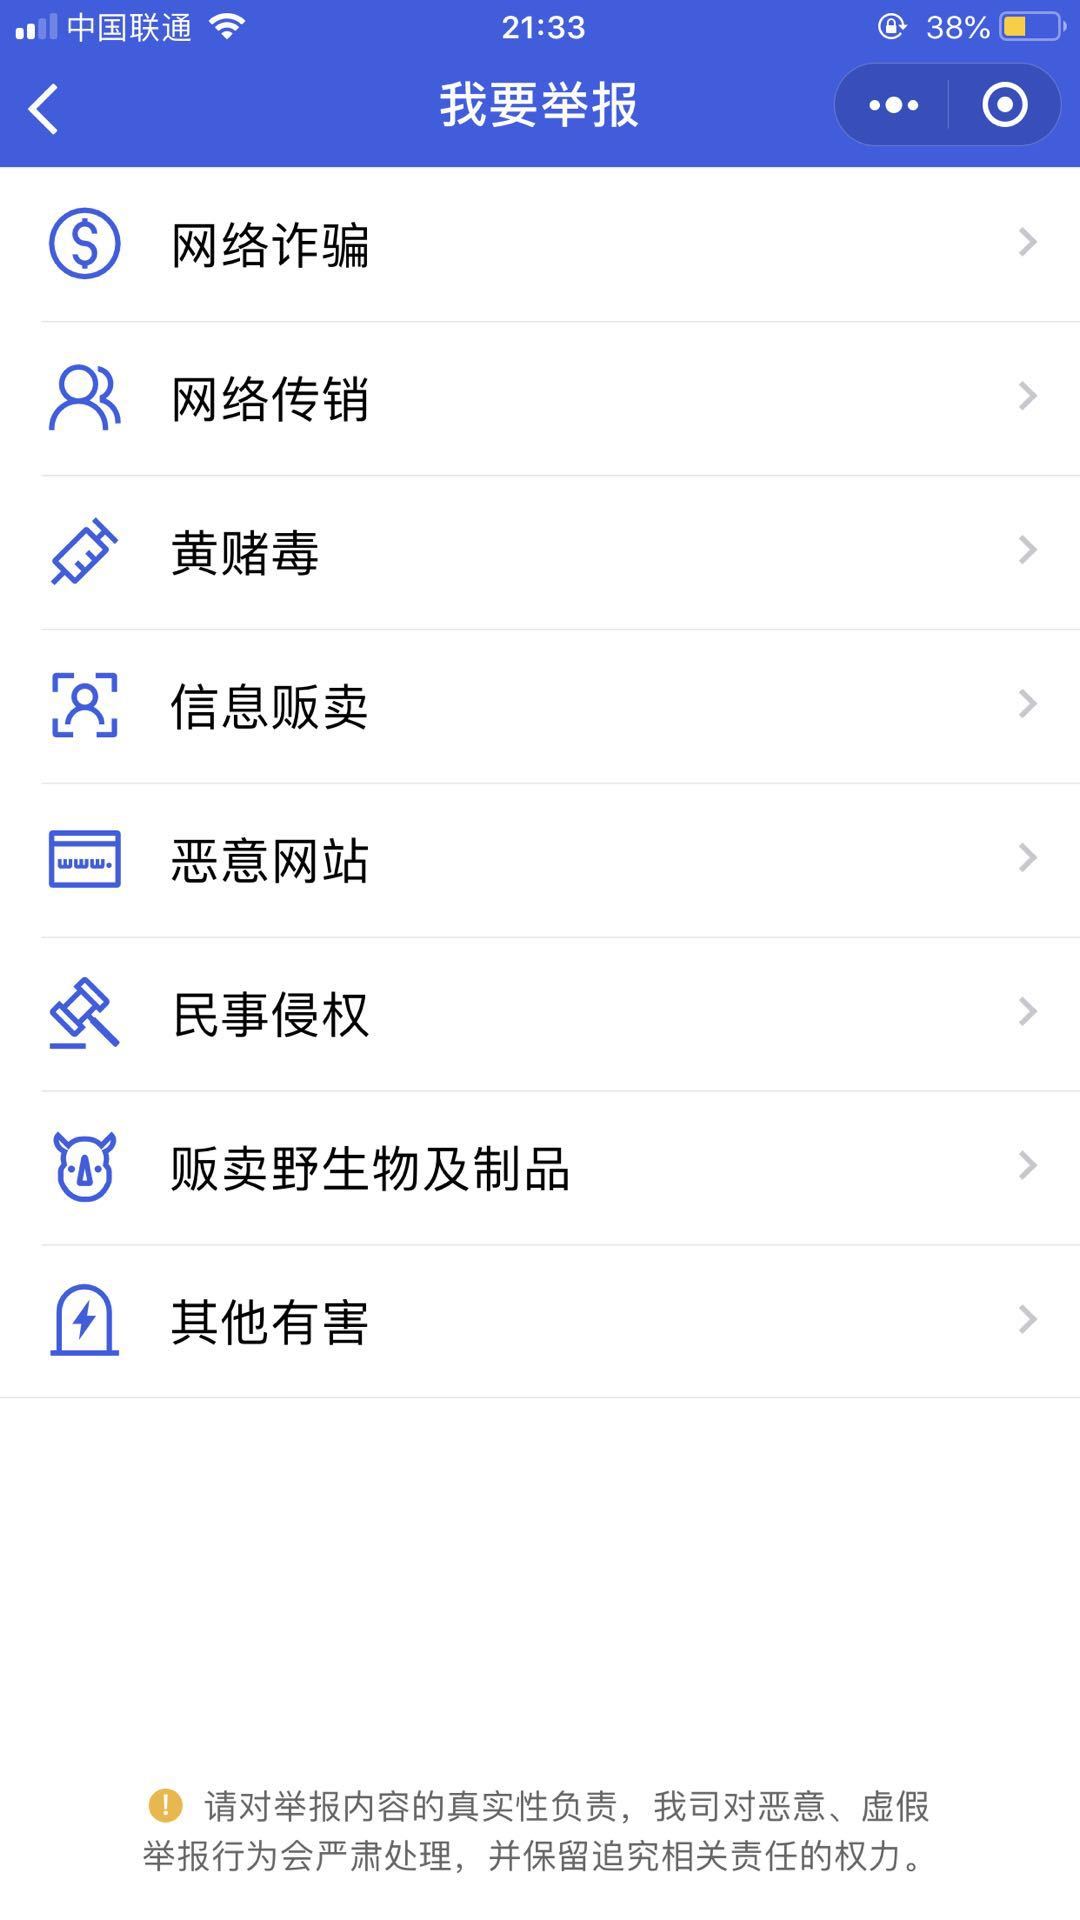 中国联通
21:33
38%
我要举报
网络诈骗
网络传销
黄赌毒
信息贩卖
www.
恶意网站
民事侵权
贩卖野生物及制品
其他有害
请对举报内容的真实性负责，我司对恶意、虚假
举报行为会严肃处理，并保留追究相关责任的权力。